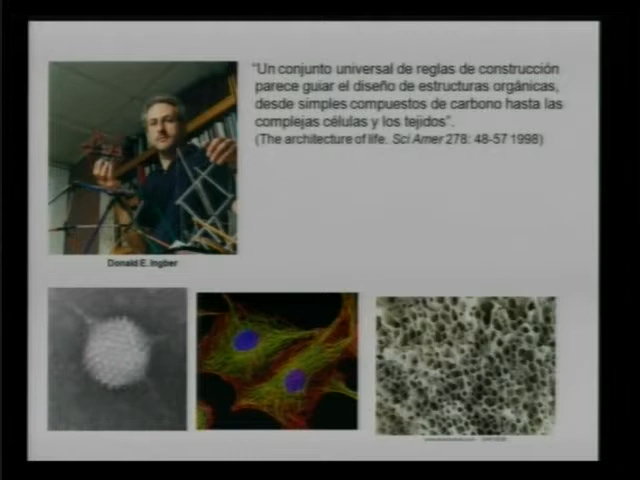 “Un conjunto universal de reglas de construcción
parece guiar el diseño de estructuras orgánicas,
desde simples compuestos de carbono hasta las
complejas células y los tejidos”.
(The architecture of life. Sci Amer 278: 48-57 1998)
Donald E. Ingber